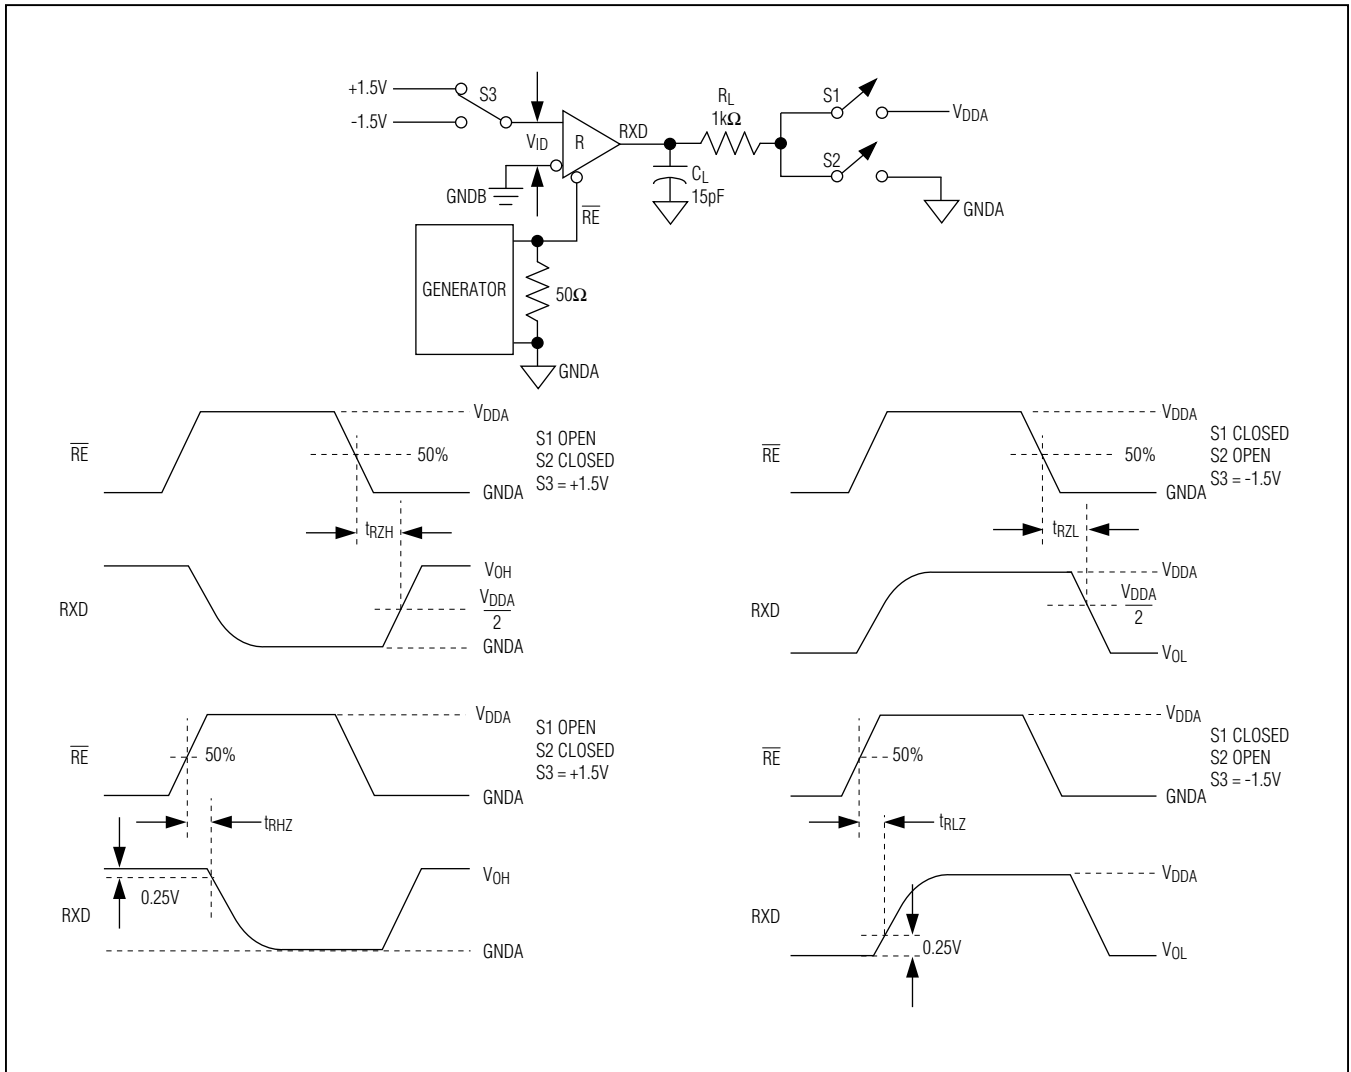 +1.5V
-1.5V
S3
VID
R
RXD
RL
1kΩ
S1
VDDA
S2
GNDB
RE
CL
15pF
GNDA
GENERATOR
50Ω
GNDA
RE
VDDA
50%
GNDA
S1 OPEN
S2 CLOSED
S3 = +1.5V
tRZH
RXD
VOH
VDDA
2
GNDA
RE
VDDA
50%
GNDA
S1 CLOSED
S2 OPEN
S3 = -1.5V
tRZL
RXD
VDDA
VDDA
2
VOL
RE
VDDA
50%
GNDA
S1 OPEN
S2 CLOSED
S3 = +1.5V
tRHZ
RXD
VOH
0.25V
GNDA
RE
VDDA
50%
GNDA
S1 CLOSED
S2 OPEN
S3 = -1.5V
tRLZ
RXD
VDDA
0.25V
VOL